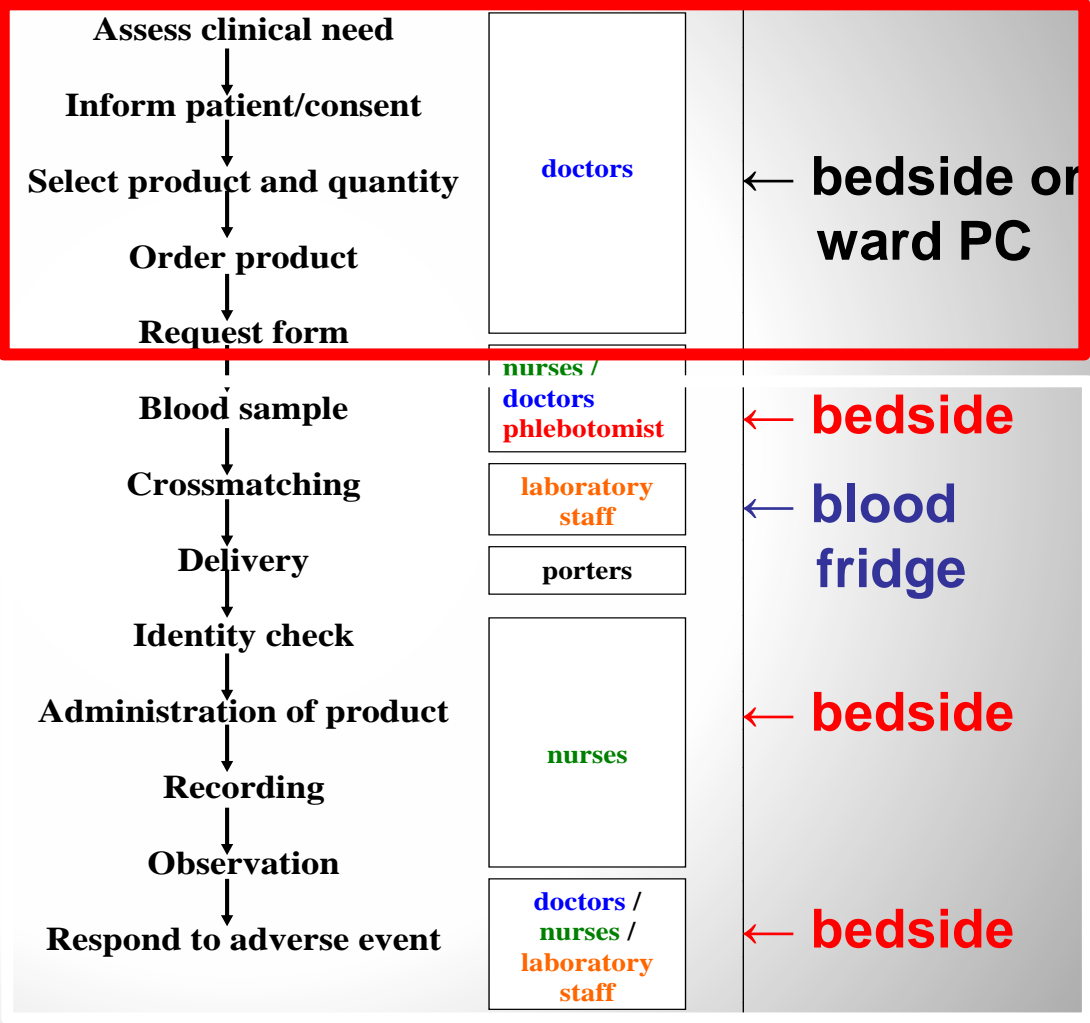 Assess clinical need
Inform patient/consent
Select product and quantity
Order product
Request form
Blood sample
Crossmatching
Delivery
Identity check
Administration of product
Recording
Observation
Respond to adverse event
doctors
nurses /
doctors
phlebotomist
laboratory
staff
porters
nurses
doctors /
nurses /
laboratory
staff
← bedside or
ward PC
← bedside
← blood
fridge
← bedside
← bedside